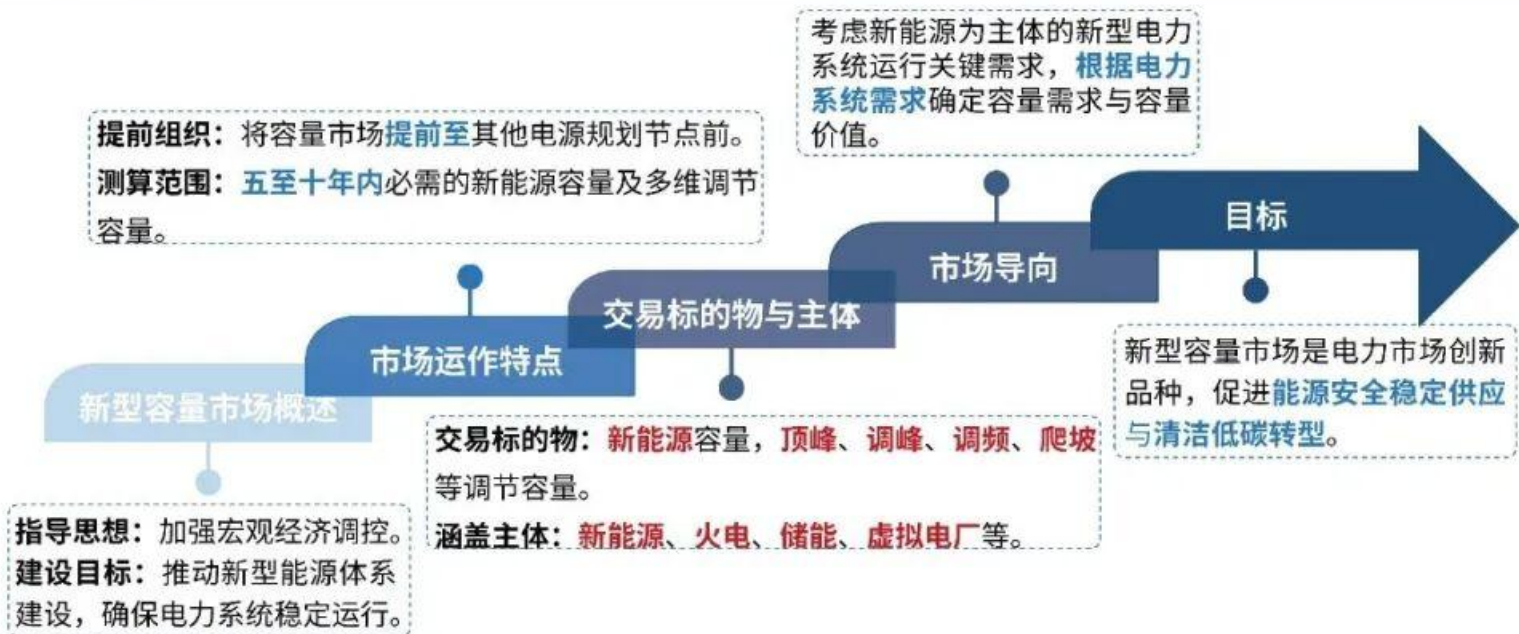 新型容量市场概述
指导思想：加强宏观经济调控。
建设目标：推动新型能源体系
建设，确保电力系统稳定运行。
市场运作特点
提前组织：将容量市场提前至其他电源规划节点前。
测算范围：五至十年内必需的新能源容量及多维调节
容量。
交易标的物与主体
交易标的物：新能源容量，顶峰、调峰、调频、爬坡
等调节容量。
涵盖主体：新能源、火电、储能、虚拟电厂等。
市场导向
考虑新能源为主体的新型电力
系统运行关键需求，根据电力
系统需求确定容量需求与容量
价值。
目标
新型容量市场是电力市场创新
品种，促进能源安全稳定供应
与清洁低碳转型。